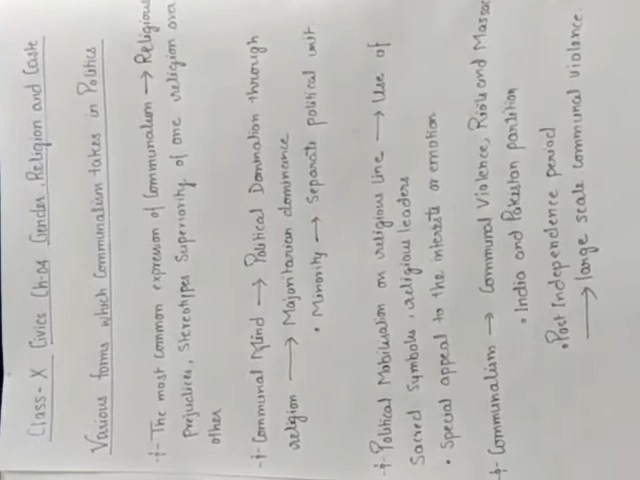 Class- X Civics Ch:04 Gender, Religion and Caste
Various forms which Communalism takes in Politics
-:- The most common expression of Communalism → Religious
Prejudices, Stereotypes Superiority of one religion over
other
-:- Communal Mind → Political Domination through
religion → Majoritarian dominance
• Minority → Separate political unit
-:- Political Mobilisation on religious line → Use of
Sacred Symbols, religious leaders
• Special appeal to the interests or emotion
-:- Communalism → Communal Violence, Riots and
• India and Pakistan partition
• Post Independence period
→ large scale communal violence.